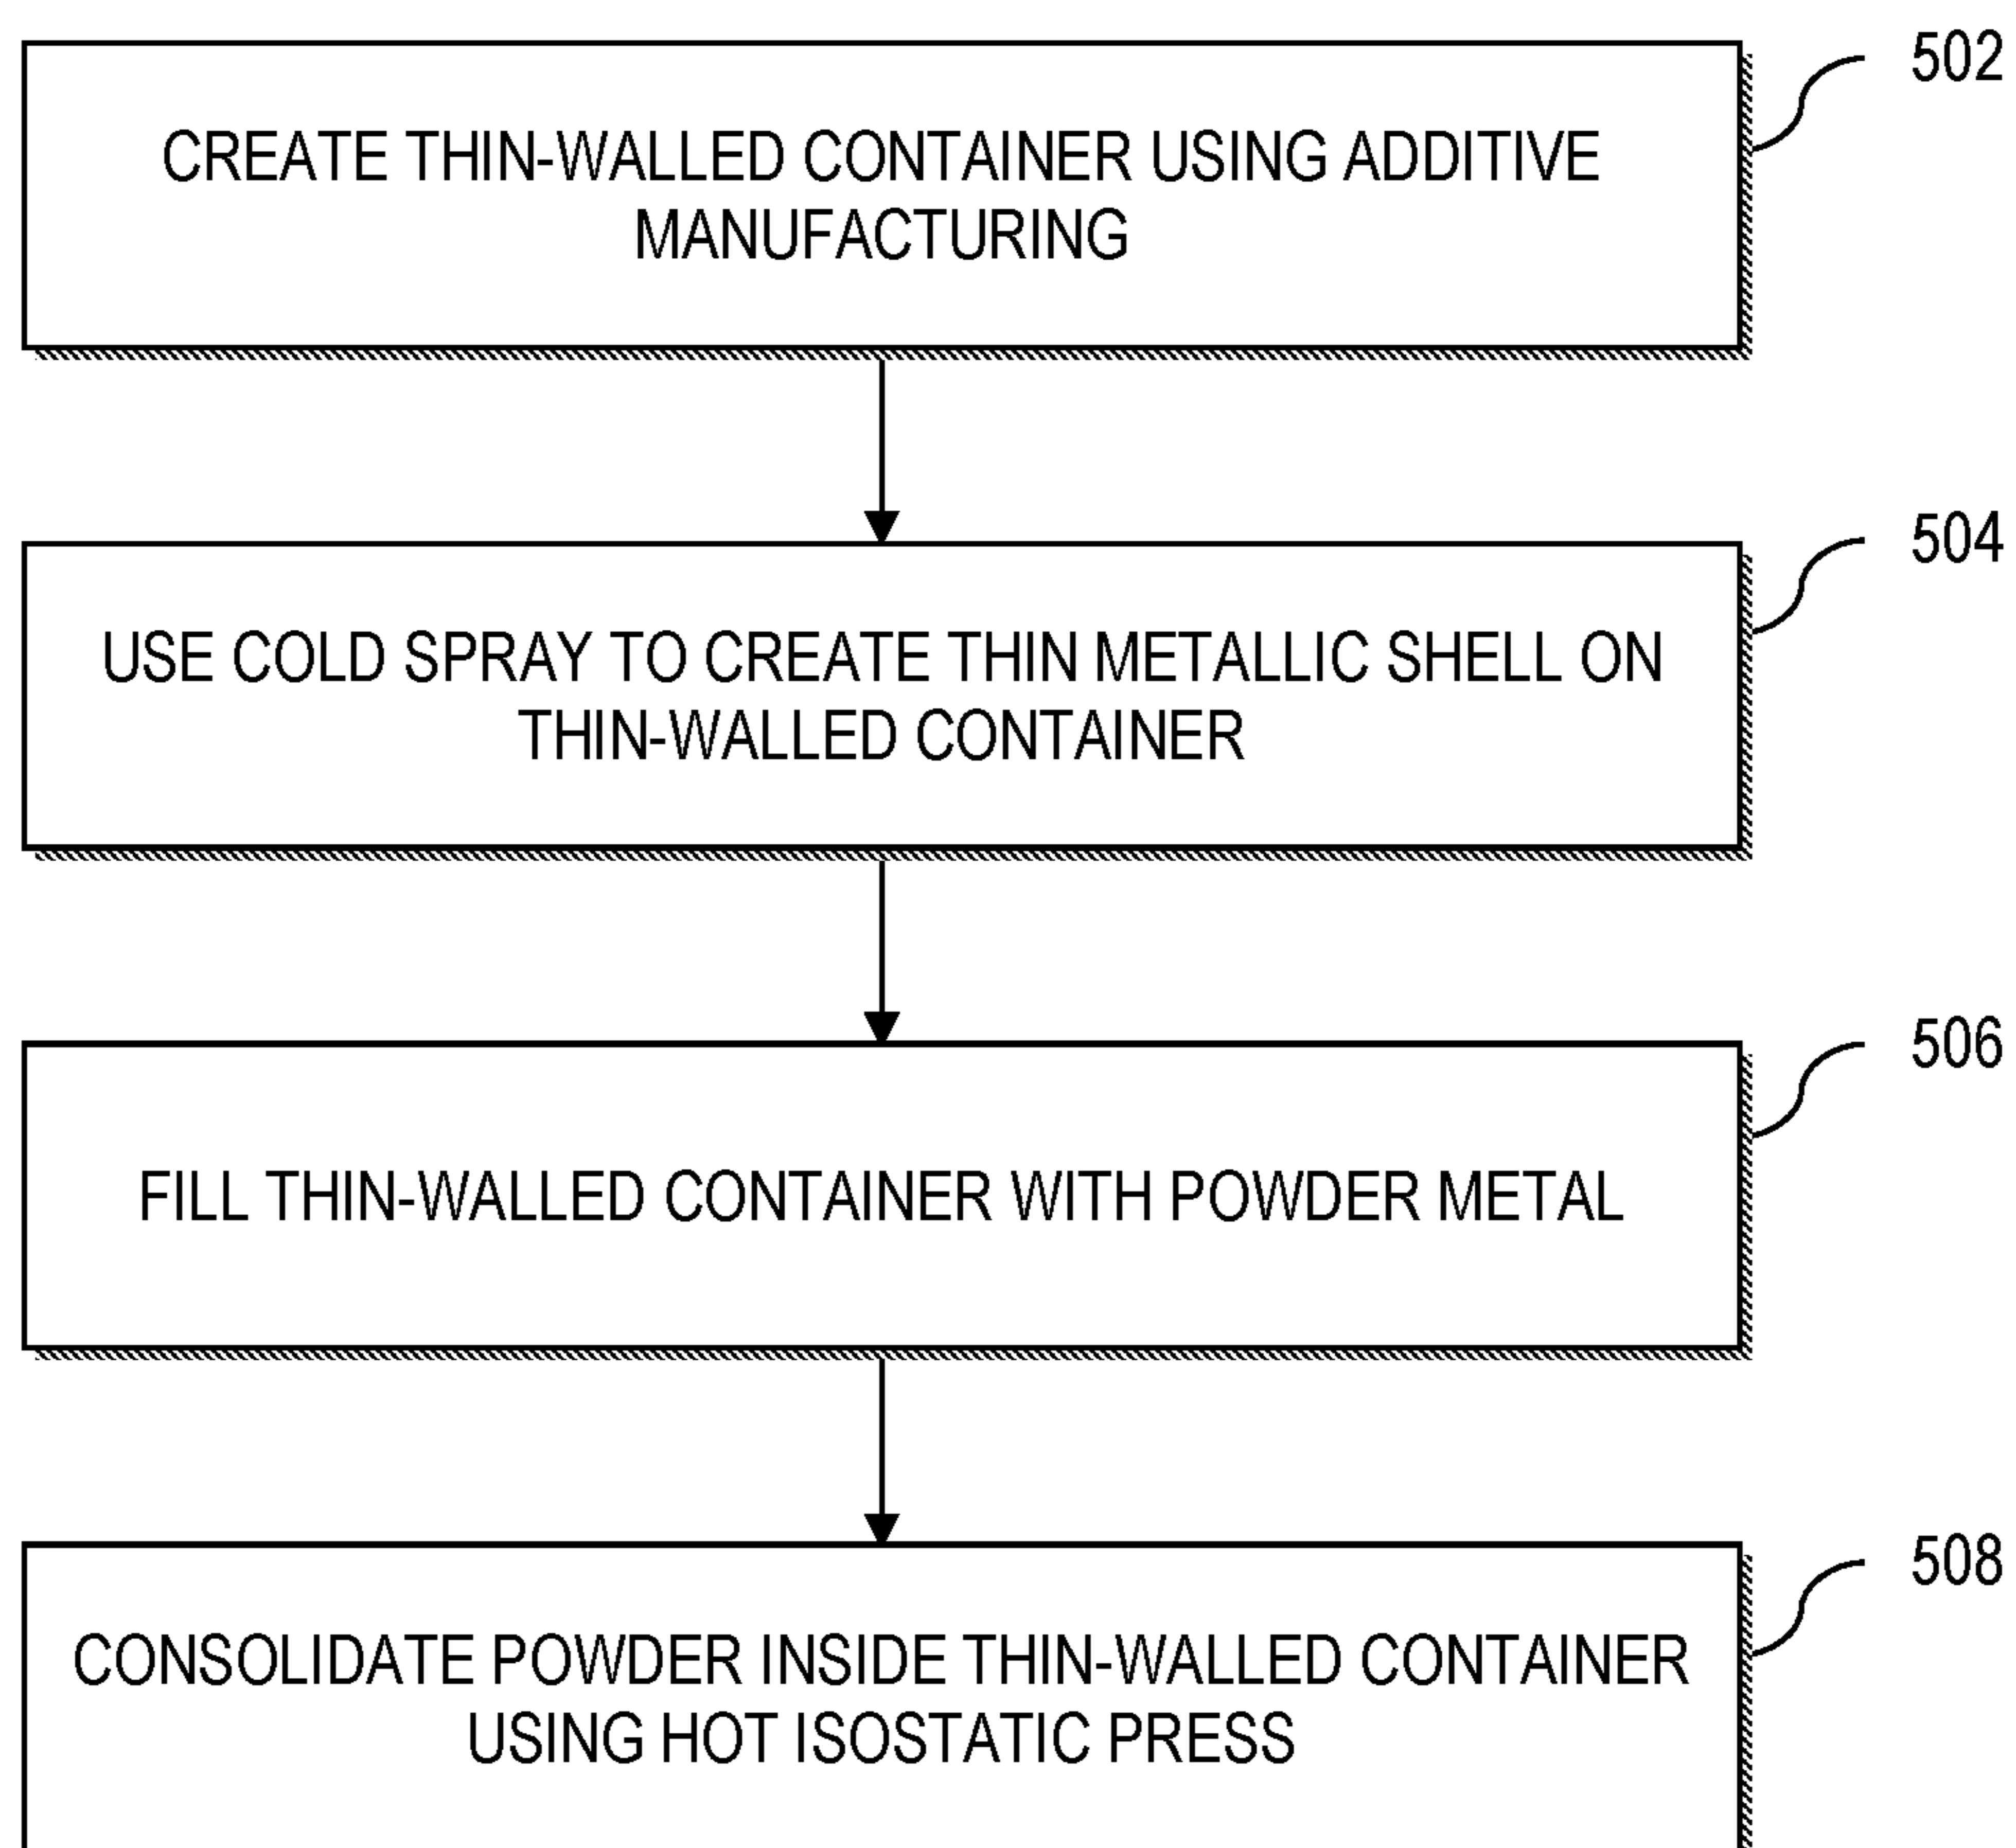 502
CREATE THIN-WALLED CONTAINER USING ADDITIVE
MANUFACTURING
504
USE COLD SPRAY TO CREATE THIN METALLIC SHELL ON
THIN-WALLED CONTAINER
506
FILL THIN-WALLED CONTAINER WITH POWDER METAL
508
CONSOLIDATE POWDER INSIDE THIN-WALLED CONTAINER
USING HOT ISOSTATIC PRESS